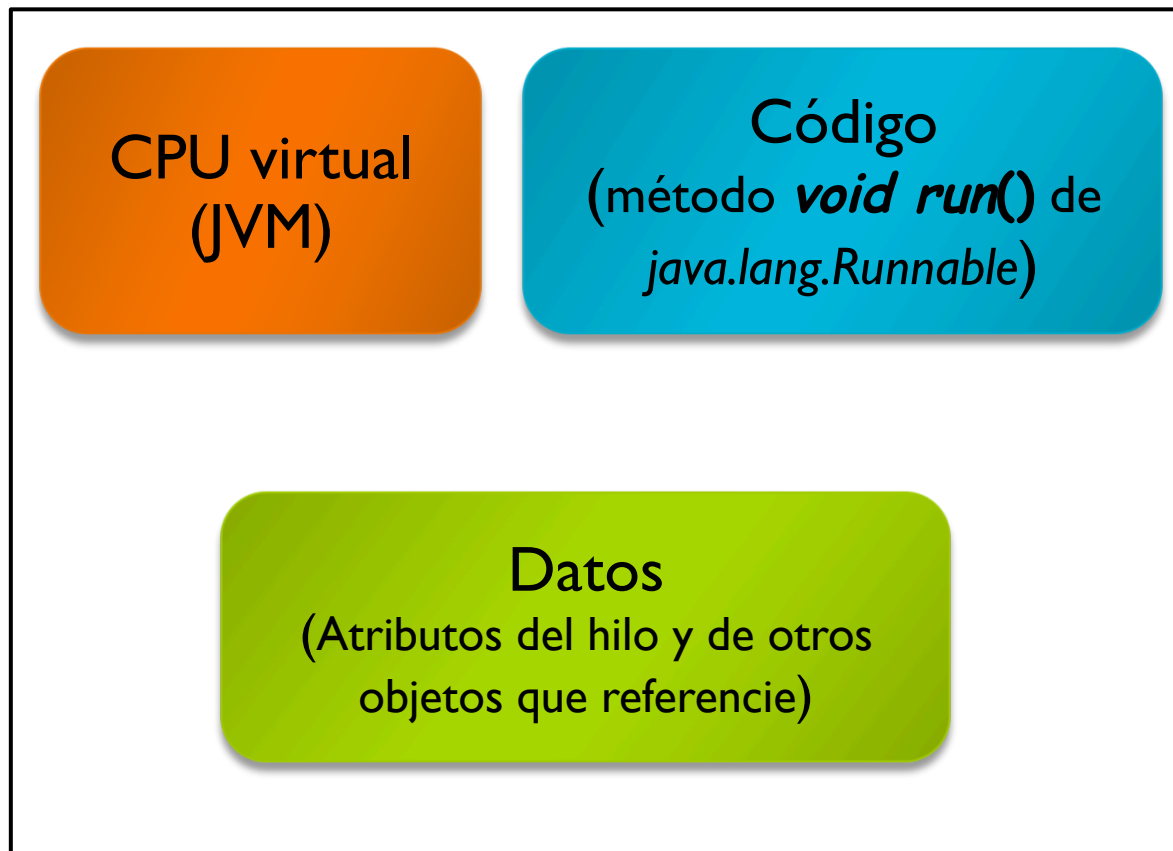 CPU virtual
(JVM)
Código
(método void run() de
java.lang.Runnable)
Datos
(Atributos del hilo y de otros
objetos que referencie)